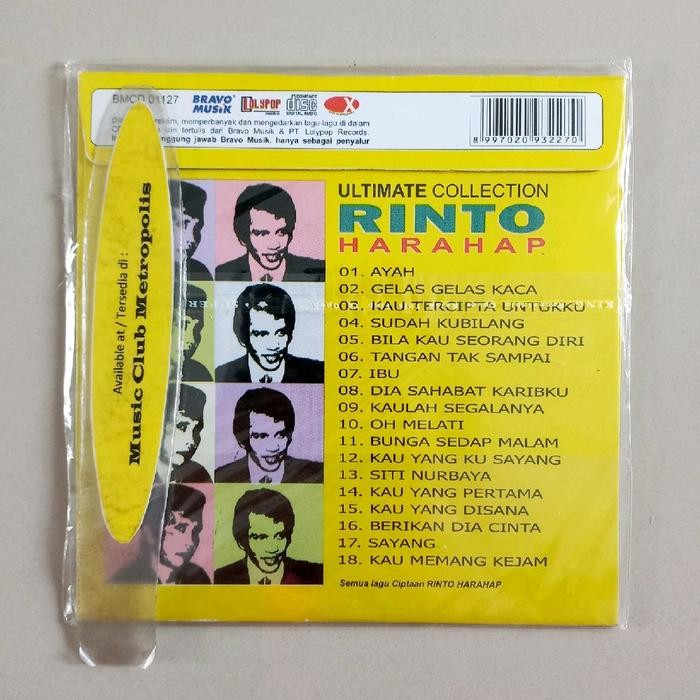 BMCD 01127
BRAVO MUSIK
LOLYPOP
COMPACT disc DIGITAL AUDIO
rekam, memperbanyak dan mengedarkan lagu-lagu di dalam
izin tertulis dari Bravo Musik & PT. Lolypop Records.
jawab Bravo Musik, hanya sebagai penyalur
8 997020 932270
Available at / Tersedia di :
Music Club Metropolis
ULTIMATE COLLECTION
RINTO
HARAHAP
01. AYAH
02. GELAS GELAS KACA
03. KAU TERCIPTA UNTUKKU
04. SUDAH KUBILANG
05. BILA KAU SEORANG DIRI
06. TANGAN TAK SAMPAI
07. IBU
08. DIA SAHABAT KARIBKU
09. KAULAH SEGALANYA
10. OH MELATI
11. BUNGA SEDAP MALAM
12. KAU YANG KU SAYANG
13. SITI NURBAYA
14. KAU YANG PERTAMA
15. KAU YANG DISANA
16. BERIKAN DIA CINTA
17. SAYANG
18. KAU MEMANG KEJAM
Semua lagu Ciptaan RINTO HARAHAP